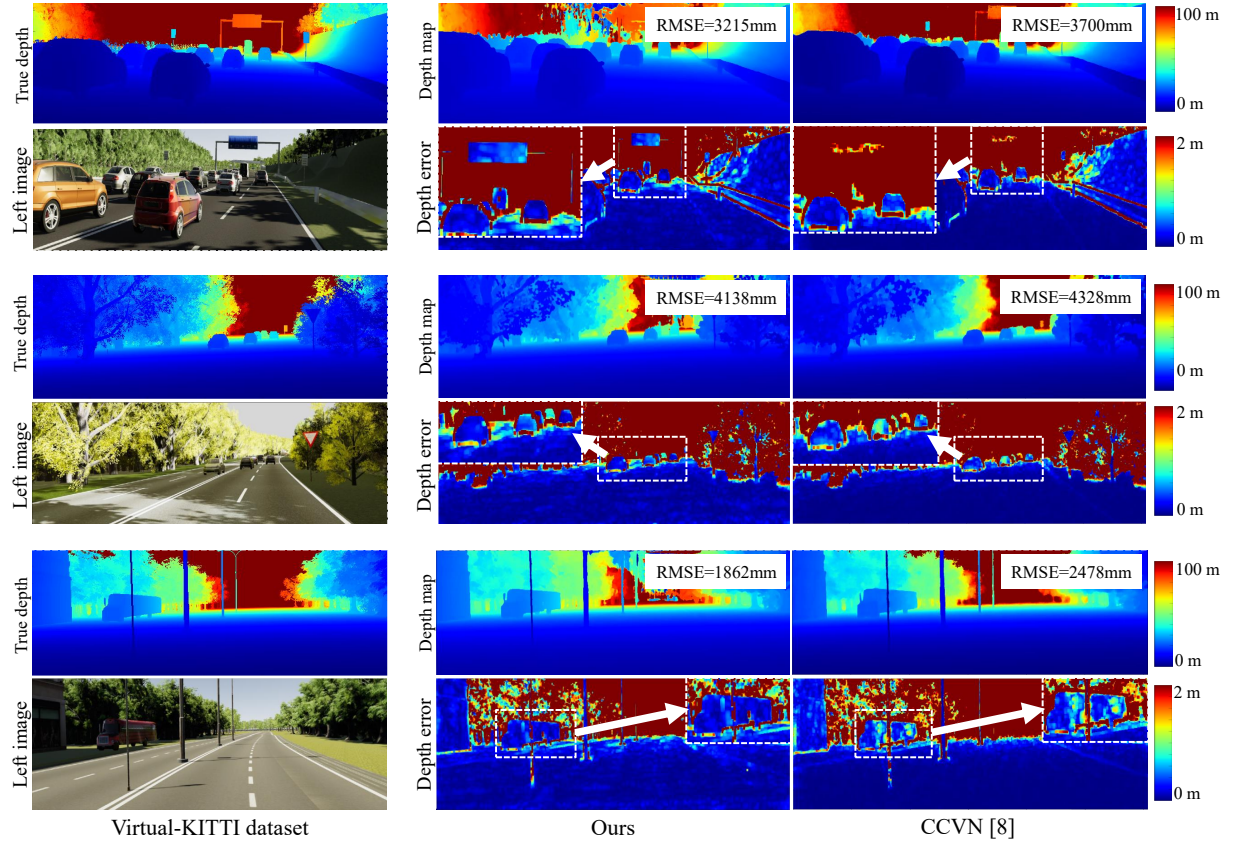 True depth
Depth map
RMSE=3215mm
RMSE=3700mm
100 m
0 m
Left image
Depth error
2 m
0 m
True depth
Depth map
RMSE=4138mm
RMSE=4328mm
100 m
0 m
Left image
Depth error
2 m
0 m
True depth
Depth map
RMSE=1862mm
RMSE=2478mm
100 m
0 m
Left image
Depth error
2 m
0 m
Virtual-KITTI dataset
Ours
CCVN [8]